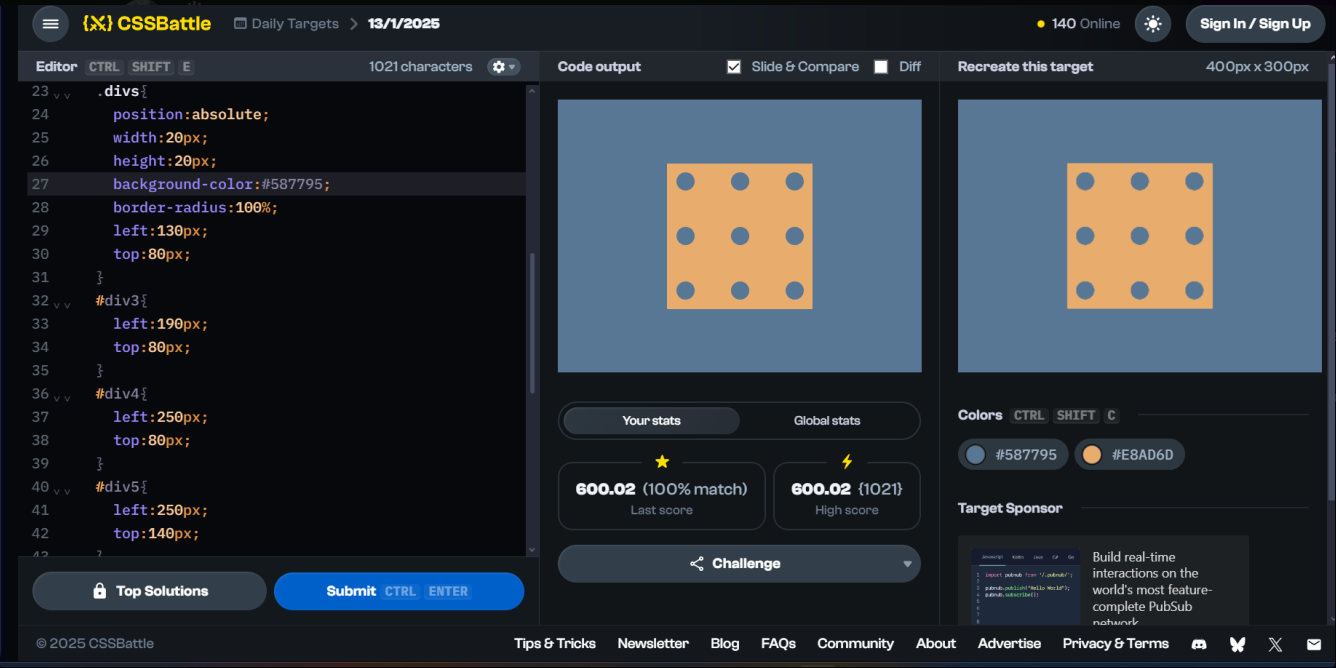 {X} CSSBattle
Daily Targets > 13/1/2025
140 Online
Sign In / Sign Up
Editor CTRL SHIFT E
1021 characters
23 .divs{
24 position:absolute;
25 width:20px;
26 height:20px;
27 background-color:#587795;
28 border-radius:100%;
29 left:130px;
30 top:80px;
31 }
32 #div3{
33 left:190px;
34 top:80px;
35 }
36 #div4{
37 left:250px;
38 top:80px;
39 }
40 #div5{
41 left:250px;
42 top:140px;
43 }
Top Solutions
Submit CTRL ENTER
Code output
Slide & Compare
Diff
Your stats
Global stats
600.02 (100% match)
Last score
600.02 {1021}
High score
Challenge
Recreate this target
400px x 300px
Colors CTRL SHIFT C
#587795
#E8AD6D
Target Sponsor
import pubnub from '/.pubnub/';
pubnub.publish("Hello World");
pubnub.subscribe();
Build real-time
interactions on the
world's most feature-
complete PubSub
network
© 2025 CSSBattle
Tips & Tricks
Newsletter
Blog
FAQs
Community
About
Advertise
Privacy & Terms